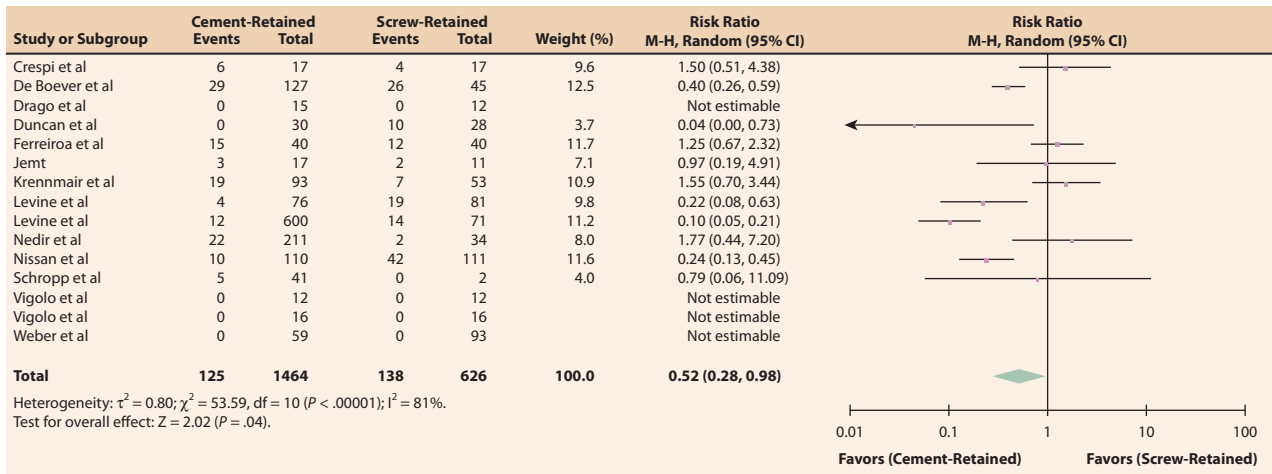 Cement-Retained Screw-Retained Risk Ratio Risk Ratio
Study or Subgroup Events Total Events Total Weight (%) M-H, Random (95% CI) M-H, Random (95% CI)
Crespi et al 6 17 4 17 9.6 1.50 (0.51, 4.38)
De Boever et al 29 127 26 45 12.5 0.40 (0.26, 0.59)
Drago et al 0 15 0 12 Not estimable
Duncan et al 0 30 10 28 3.7 0.04 (0.00, 0.73)
Ferreiroa et al 15 40 12 40 11.7 1.25 (0.67, 2.32)
Jemt 3 17 2 11 7.1 0.97 (0.19, 4.91)
Krennmair et al 19 93 7 53 10.9 1.55 (0.70, 3.44)
Levine et al 4 76 19 81 9.8 0.22 (0.08, 0.63)
Levine et al 12 600 14 71 11.2 0.10 (0.05, 0.21)
Nedir et al 22 211 2 34 8.0 1.77 (0.44, 7.20)
Nissan et al 10 110 42 111 11.6 0.24 (0.13, 0.45)
Schropp et al 5 41 0 2 4.0 0.79 (0.06, 11.09)
Vigolo et al 0 12 0 12 Not estimable
Vigolo et al 0 16 0 16 Not estimable
Weber et al 0 59 0 93 Not estimable
Total 125 1464 138 626 100.0 0.52 (0.28, 0.98)
Heterogeneity: τ² = 0.80; χ² = 53.59, df = 10 (P < .00001); I² = 81%.
Test for overall effect: Z = 2.02 (P = .04).
0.01 0.1 1 10 100
Favors (Cement-Retained) Favors (Screw-Retained)